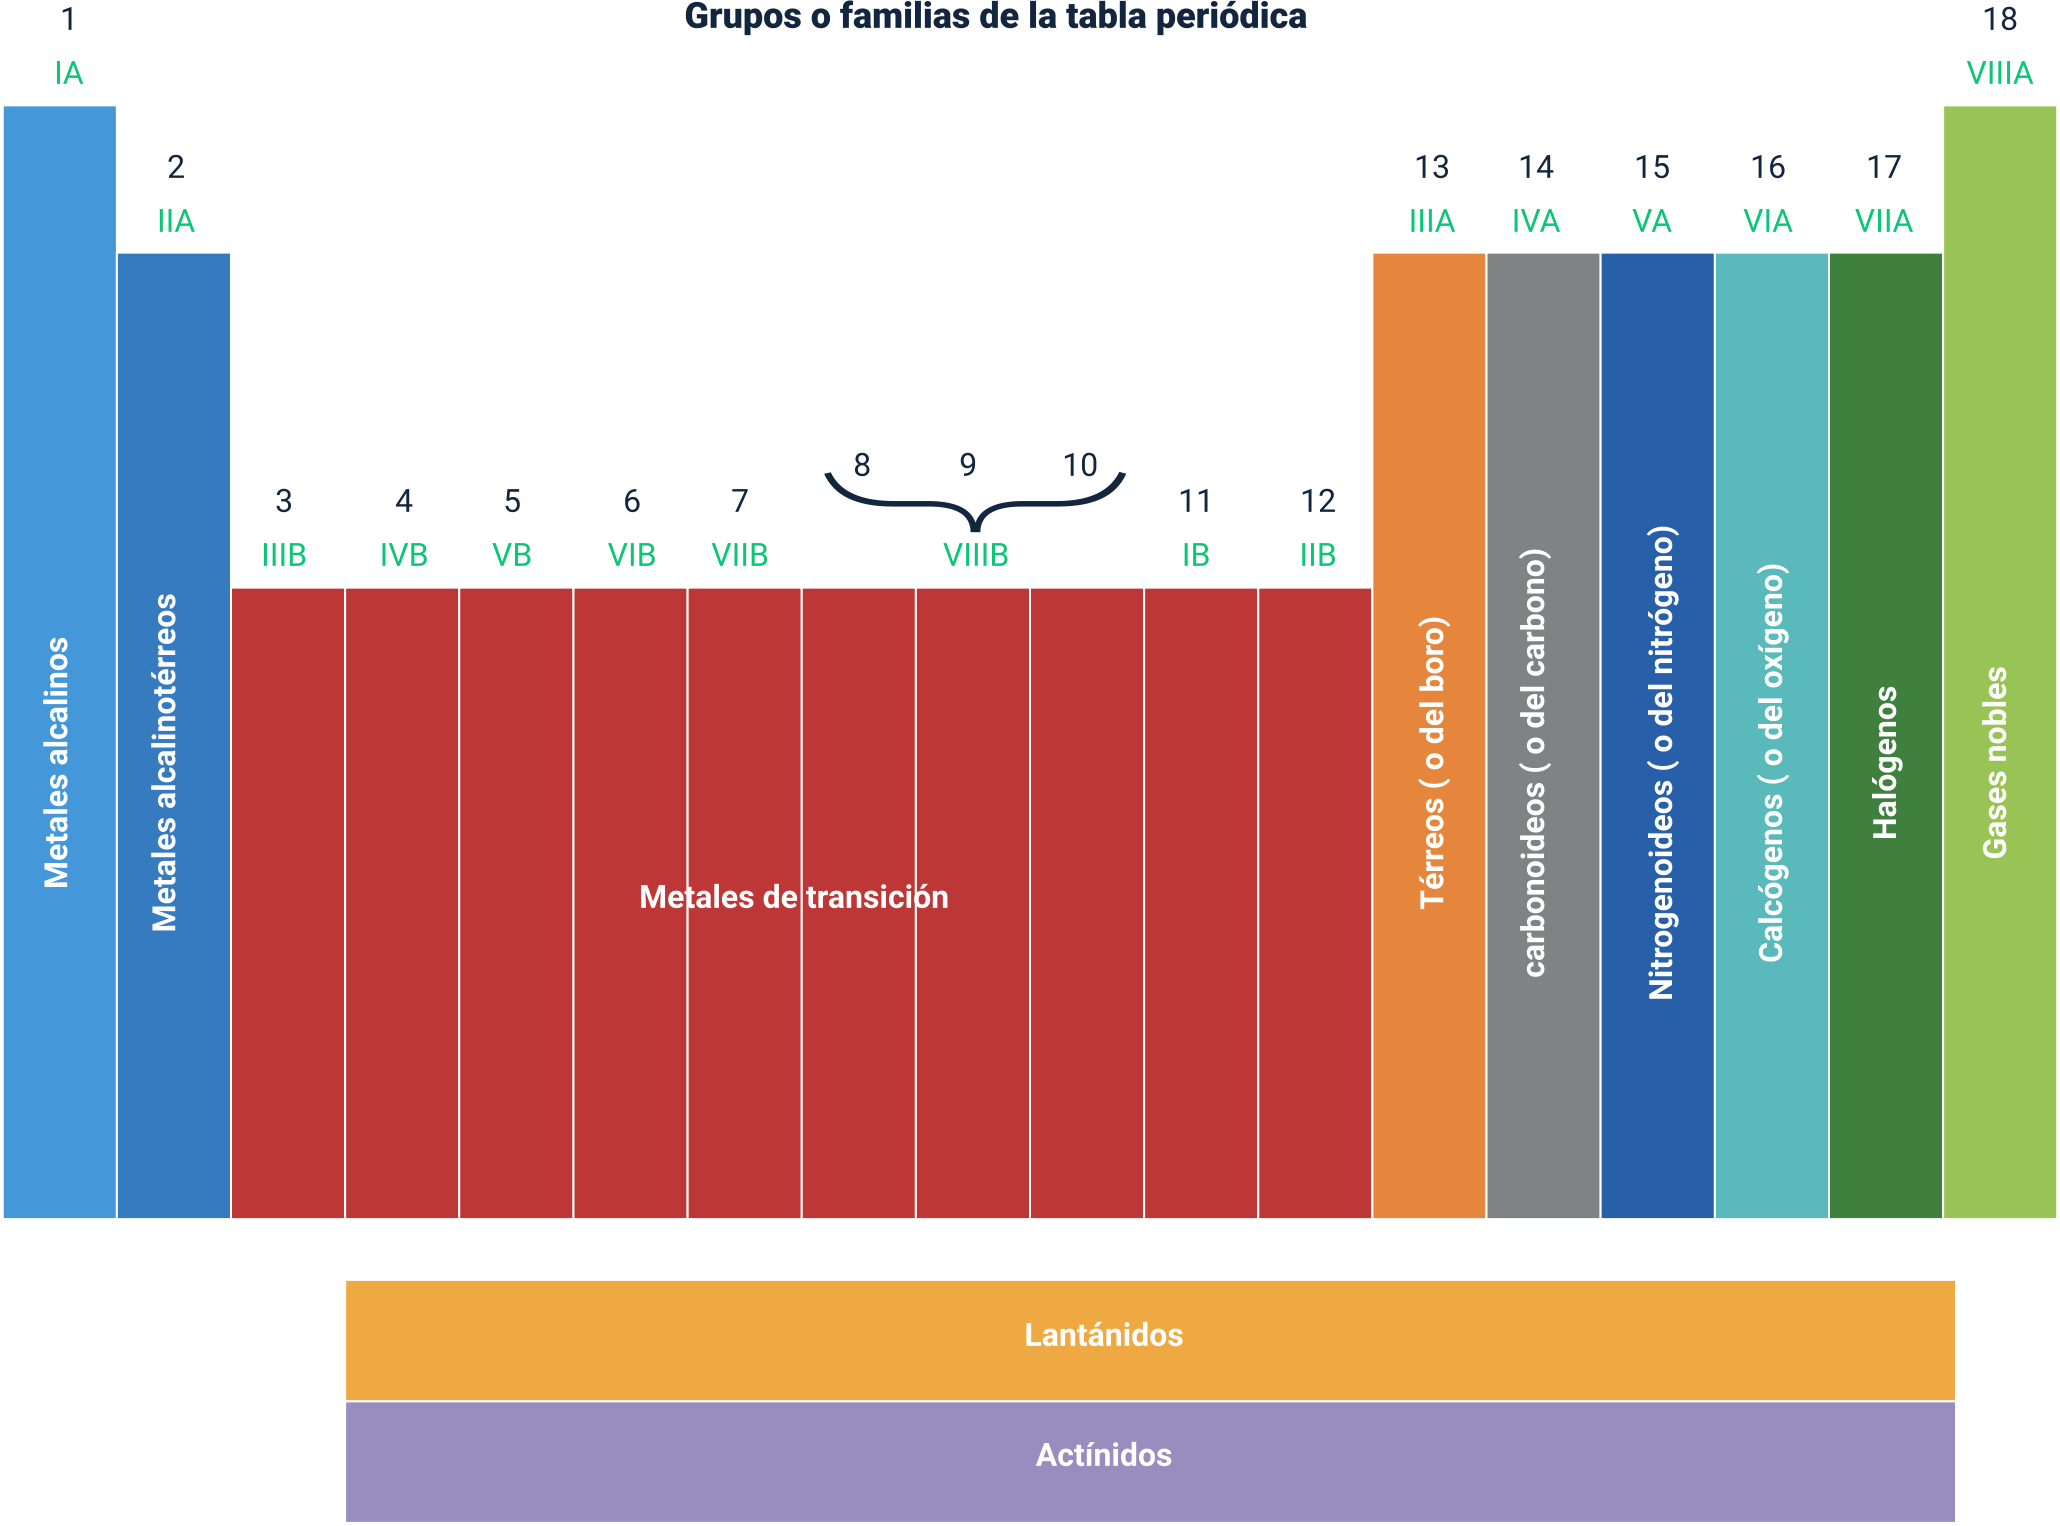 Grupos o familias de la tabla periódica
1
18
IA
VIIIA
2
13
14
15
16
17
IIA
IIIA
IVA
VA
VIA
VIIA
8
9
10
3
4
5
6
7
11
12
IIIB
IVB
VB
VIB
VIIB
VIIIB
IB
IIB
Metales alcalinos
Metales alcalinotérreos
Metales de transición
Térreos ( o del boro)
carbonoideos ( o del carbono)
Nitrogenoideos ( o del nitrógeno)
Calcógenos ( o del oxígeno)
Halógenos
Gases nobles
Lantánidos
Actínidos